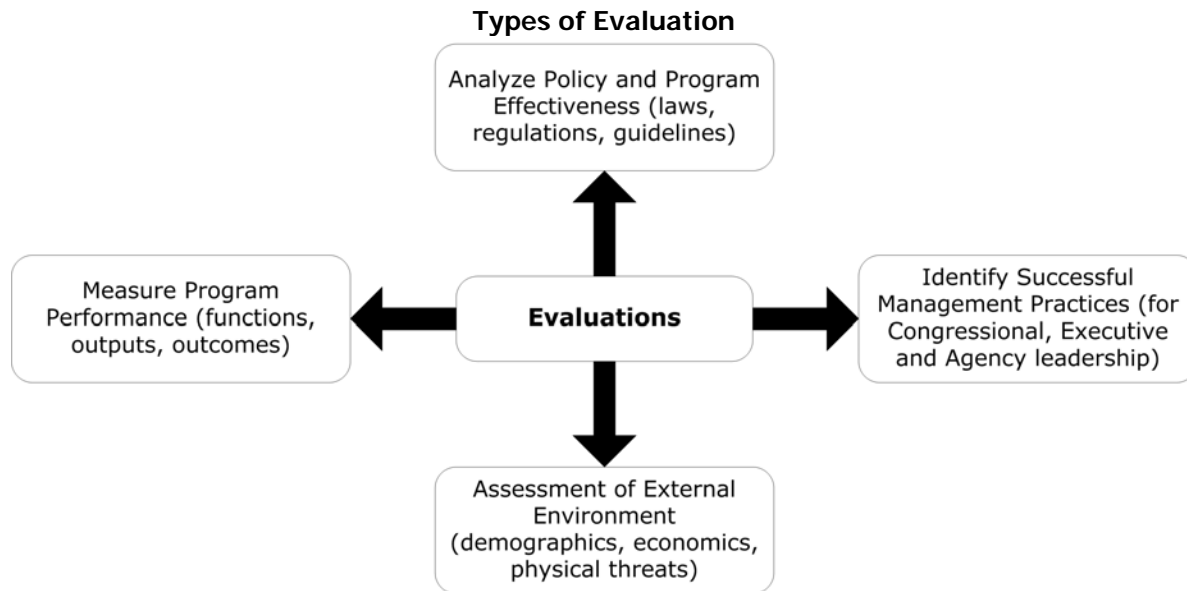 Types of Evaluation
Analyze Policy and Program
Effectiveness (laws,
regulations, guidelines)
Measure Program
Performance (functions,
outputs, outcomes)
Evaluations
Identify Successful
Management Practices (for
Congressional, Executive
and Agency leadership)
Assessment of External
Environment
(demographics, economics,
physical threats)